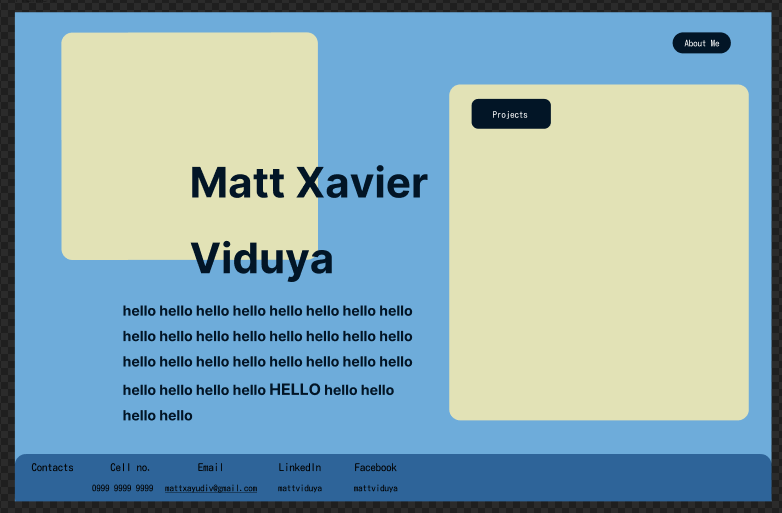 About Me
Projects
Matt Xavier
Viduya
hello hello hello hello hello hello hello hello
hello hello hello hello hello hello hello hello
hello hello hello hello hello hello hello hello
hello hello hello hello HELLO hello hello
hello hello
Contacts Cell no. Email LinkedIn Facebook
0999 9999 9999 mattxayudiv@gmail.com mattviduya mattviduya